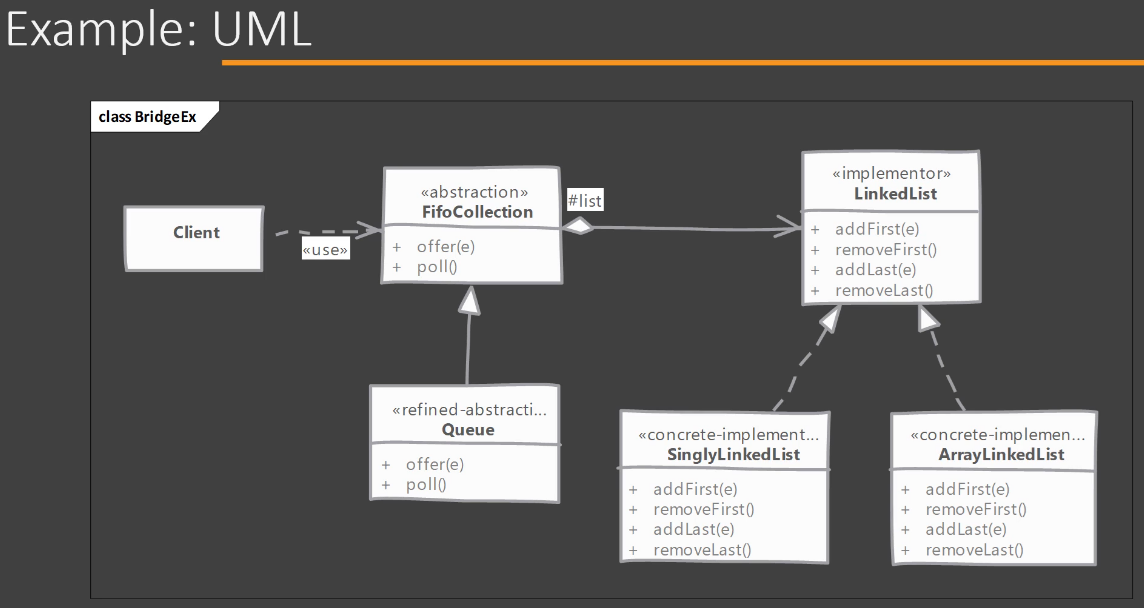 Example: UML
class BridgeEx
Client
«use»
«abstraction»
FifoCollection
+ offer(e)
+ poll()
#list
«implementor»
LinkedList
+ addFirst(e)
+ removeFirst()
+ addLast(e)
+ removeLast()
«refined-abstracti...
Queue
+ offer(e)
+ poll()
«concrete-implement...
SinglyLinkedList
+ addFirst(e)
+ removeFirst()
+ addLast(e)
+ removeLast()
«concrete-implemen...
ArrayLinkedList
+ addFirst(e)
+ removeFirst()
+ addLast(e)
+ removeLast()